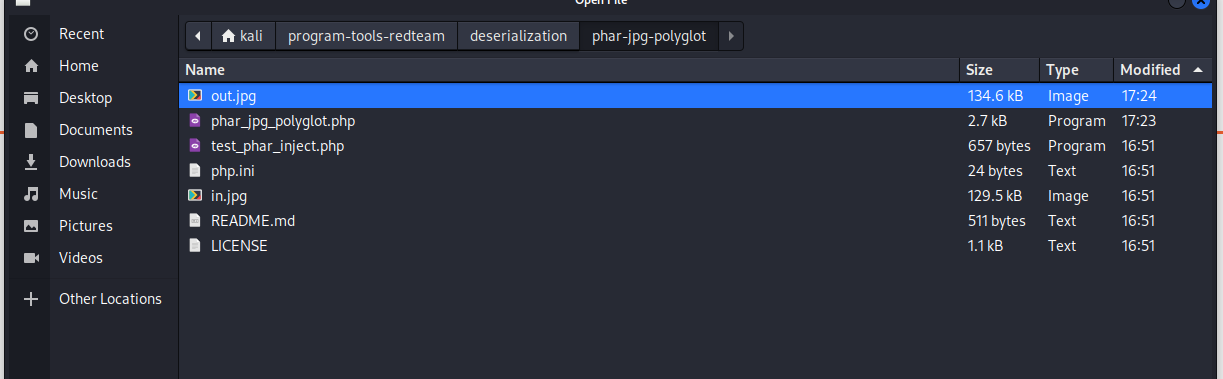 Open File
Recent
Home
Desktop
Documents
Downloads
Music
Pictures
Videos
Other Locations
kali program-tools-redteam deserialization phar-jpg-polyglot
Name Size Type Modified
out.jpg 134.6 kB Image 17:24
phar_jpg_polyglot.php 2.7 kB Program 17:23
test_phar_inject.php 657 bytes Program 16:51
php.ini 24 bytes Text 16:51
in.jpg 129.5 kB Image 16:51
README.md 511 bytes Text 16:51
LICENSE 1.1 kB Text 16:51